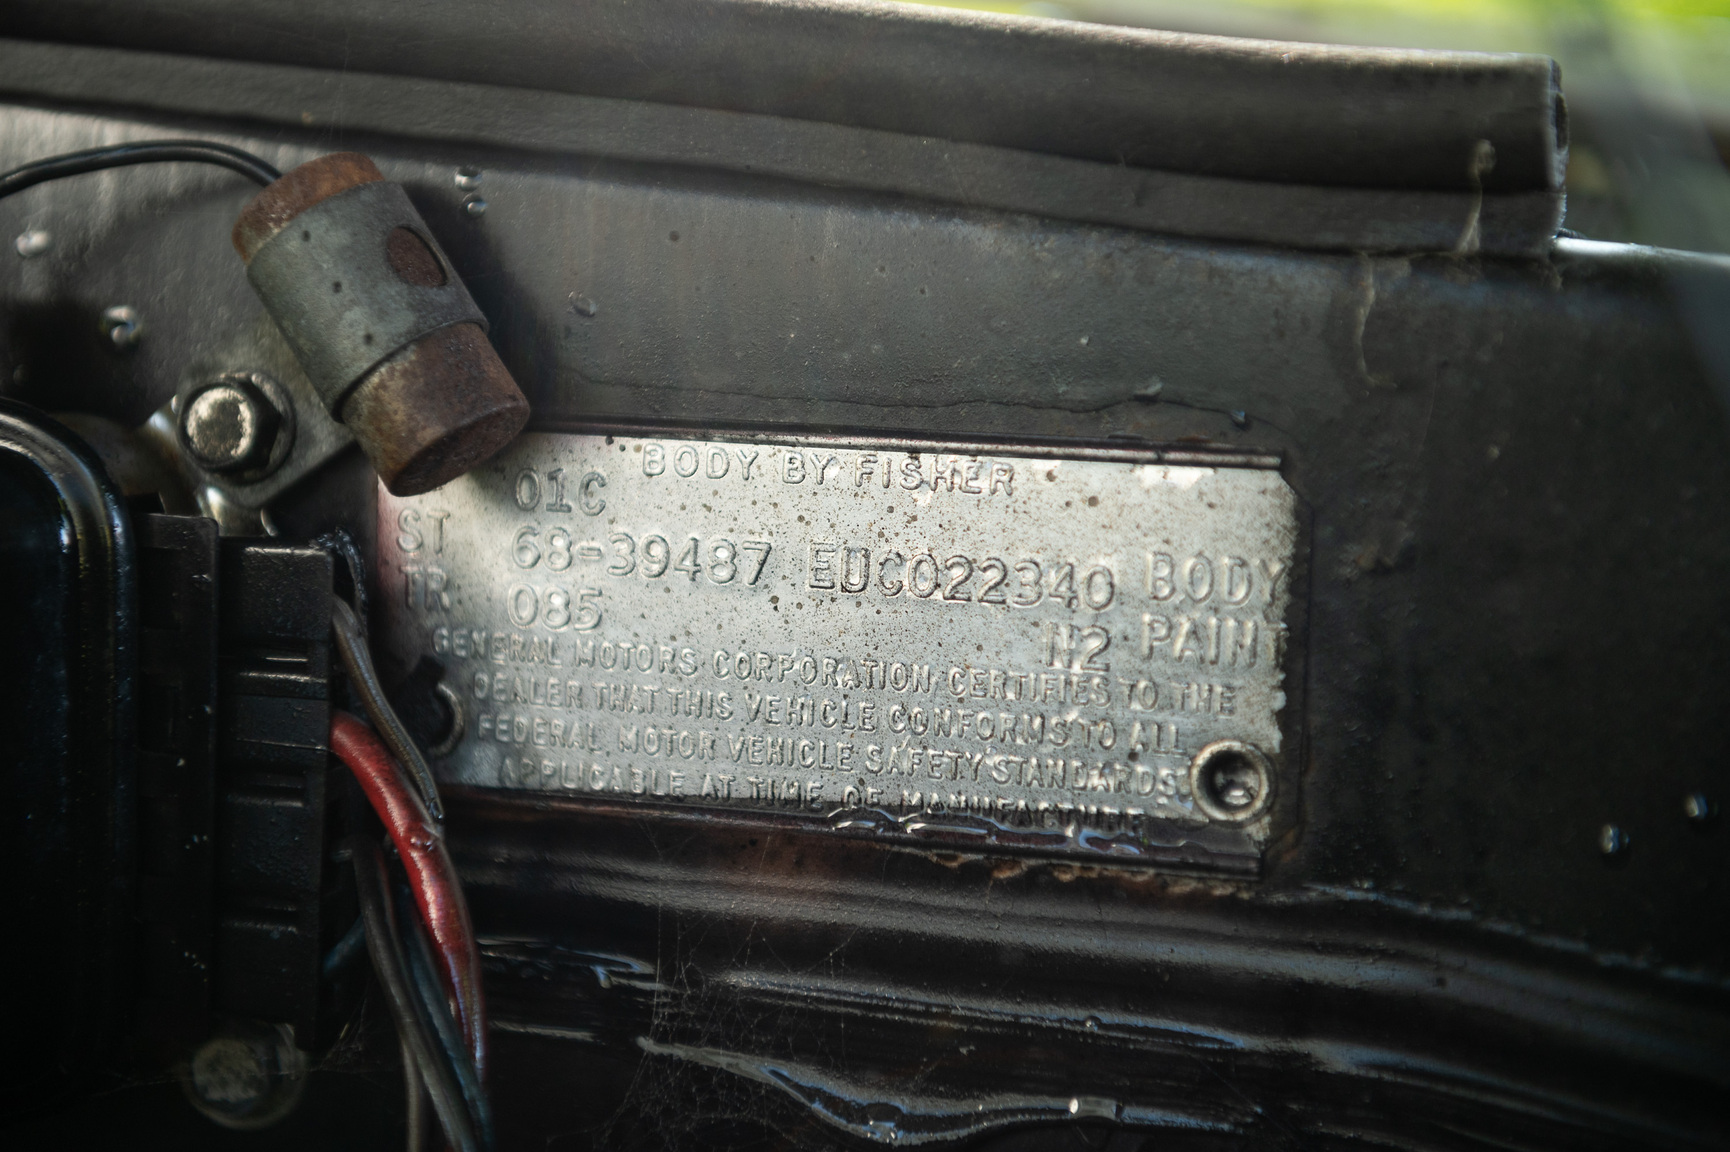 BODY BY FISHER
01C
ST 68-39487 EUC022340 BODY
TR 085 N2 PAINT
GENERAL MOTORS CORPORATION CERTIFIES TO THE
DEALER THAT THIS VEHICLE CONFORMS TO ALL
FEDERAL MOTOR VEHICLE SAFETY STANDARDS
APPLICABLE AT TIME OF MANUFACTURE